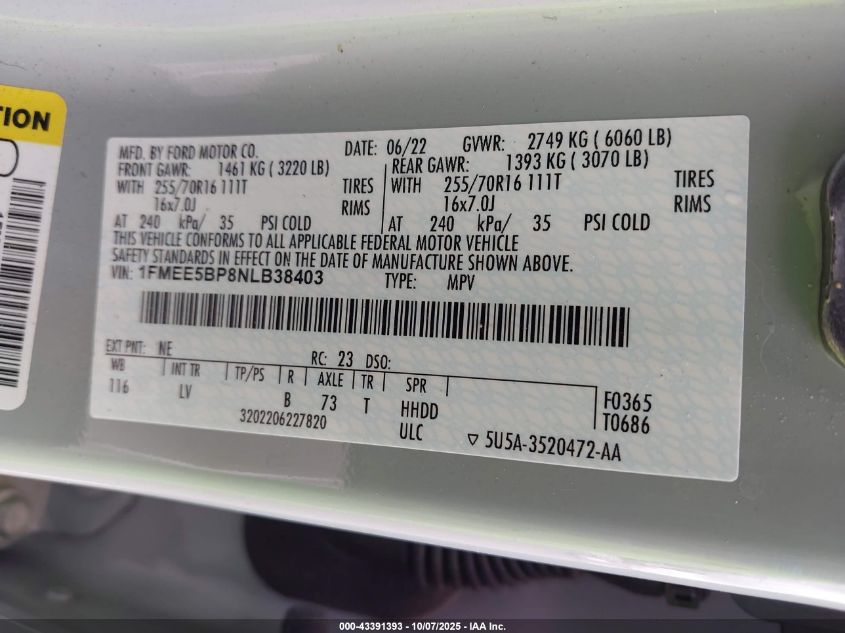 TION
MFD. BY FORD MOTOR CO.
DATE: 06/22 GVWR: 2749 KG ( 6060 LB)
FRONT GAWR: 1461 KG ( 3220 LB)
REAR GAWR: 1393 KG ( 3070 LB)
WITH 255/70R16 111T TIRES
WITH 255/70R16 111T TIRES
16x7.0J RIMS
16x7.0J RIMS
AT 240 kPa/ 35 PSI COLD
AT 240 kPa/ 35 PSI COLD
THIS VEHICLE CONFORMS TO ALL APPLICABLE FEDERAL MOTOR VEHICLE
SAFETY STANDARDS IN EFFECT ON THE DATE OF MANUFACTURE SHOWN ABOVE.
VIN: 1FMEE5BP8NLB38403 TYPE: MPV
EXT PNT: NE RC: 23 DSO:
WB INT TR TP/PS R AXLE TR SPR
116 LV B 73 T HHDD F0365
3202206227820 ULC T0686
5U5A-3520472-AA
000-43391393 - 10/07/2025 - IAA Inc.